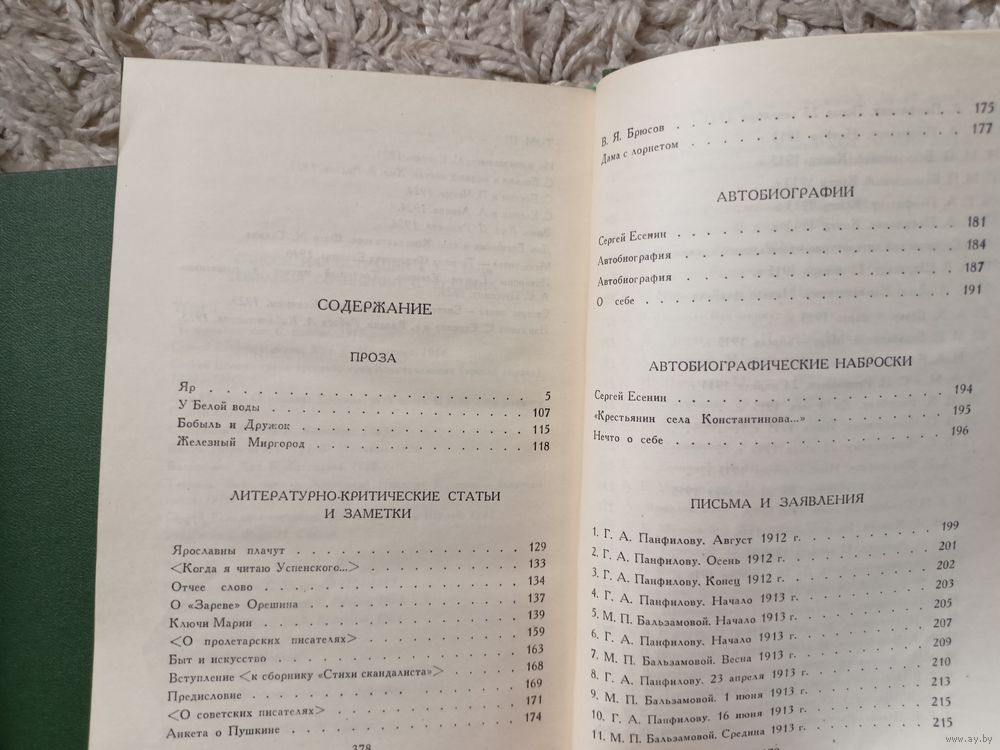 СОДЕРЖАНИЕ
ПРОЗА
Яр . . . 5
У Белой воды . . . 107
Бобыль и Дружок . . . 115
Железный Миргород . . . 118
ЛИТЕРАТУРНО-КРИТИЧЕСКИЕ СТАТЬИ
И ЗАМЕТКИ
Ярославны плачут . . . 129
<Когда я читаю Успенского...> . . . 133
Отчее слово . . . 134
О «Зареве» Орешина . . . 137
Ключи Марии . . . 139
<О пролетарских писателях> . . . 159
Быт и искусство . . . 163
Вступление <к сборнику «Стихи скандалиста»> . . . 168
Предисловие . . . 169
<О советских писателях> . . . 171
Анкета о Пушкине . . . 174
378
В. Я. Брюсов . . . 175
Дама с лорнетом . . . 177
АВТОБИОГРАФИИ
Сергей Есенин . . . 181
Автобиография . . . 184
Автобиография . . . 187
О себе . . . 191
АВТОБИОГРАФИЧЕСКИЕ НАБРОСКИ
Сергей Есенин . . . 194
«Крестьянин села Константинова...» . . . 195
Нечто о себе . . . 196
ПИСЬМА И ЗАЯВЛЕНИЯ
1. Г. А. Панфилову. Август 1912 г. . . . 199
2. Г. А. Панфилову. Осень 1912 г. . . . 201
3. Г. А. Панфилову. Конец 1912 г. . . . 202
4. Г. А. Панфилову. Начало 1913 г. . . . 203
5. М. П. Бальзамовой. Начало 1913 г. . . . 205
6. Г. А. Панфилову. Начало 1913 г. . . . 207
7. М. П. Бальзамовой. Весна 1913 г. . . . 209
8. Г. А. Панфилову. 23 апреля 1913 г. . . . 210
9. М. П. Бальзамовой. 1 июня 1913 г. . . . 213
10. Г. А. Панфилову. 16 июня 1913 г. . . . 215
11. М. П. Бальзамовой. Середина 1913 г. . . . 215
www.ay.by